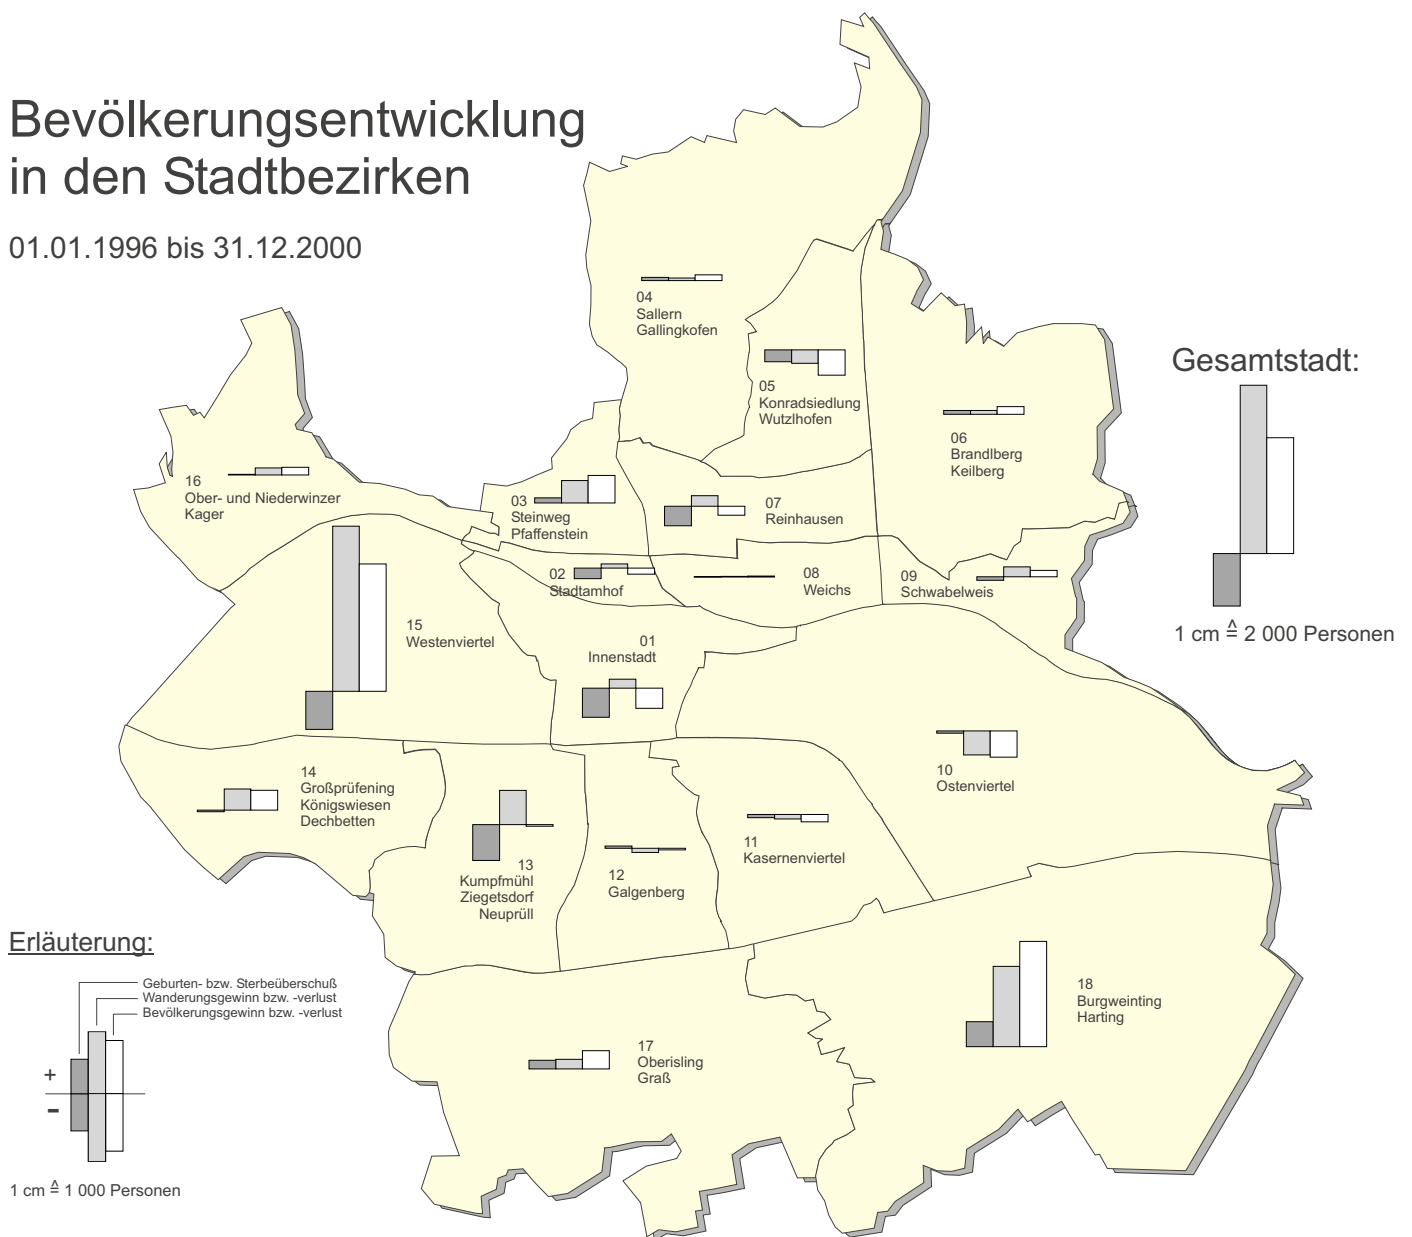 Bevölkerungsentwicklung
in den Stadtbezirken
01.01.1996 bis 31.12.2000
04
Sallern
Gallingkofen
05
Konradsiedlung
Wutzlhofen
Gesamtstadt:
1 cm ≙ 2 000 Personen
06
Brandlberg
Keilberg
16
Ober- und Niederwinzer
Kager
03
Steinweg
Pfaffenstein
07
Reinhausen
02
Stadtamhof
08
Weichs
09
Schwabelweis
15
Westenviertel
01
Innenstadt
10
Ostenviertel
14
Großprüfening
Königswiesen
Dechbetten
13
Kumpfmühl
Ziegetsdorf
Neuprüll
12
Galgenberg
11
Kasernenviertel
18
Burgweinting
Harting
17
Oberisling
Graß
Erläuterung:
Geburten- bzw. Sterbeüberschuß
Wanderungsgewinn bzw. -verlust
Bevölkerungsgewinn bzw. -verlust
+
-
1 cm ≙ 1 000 Personen